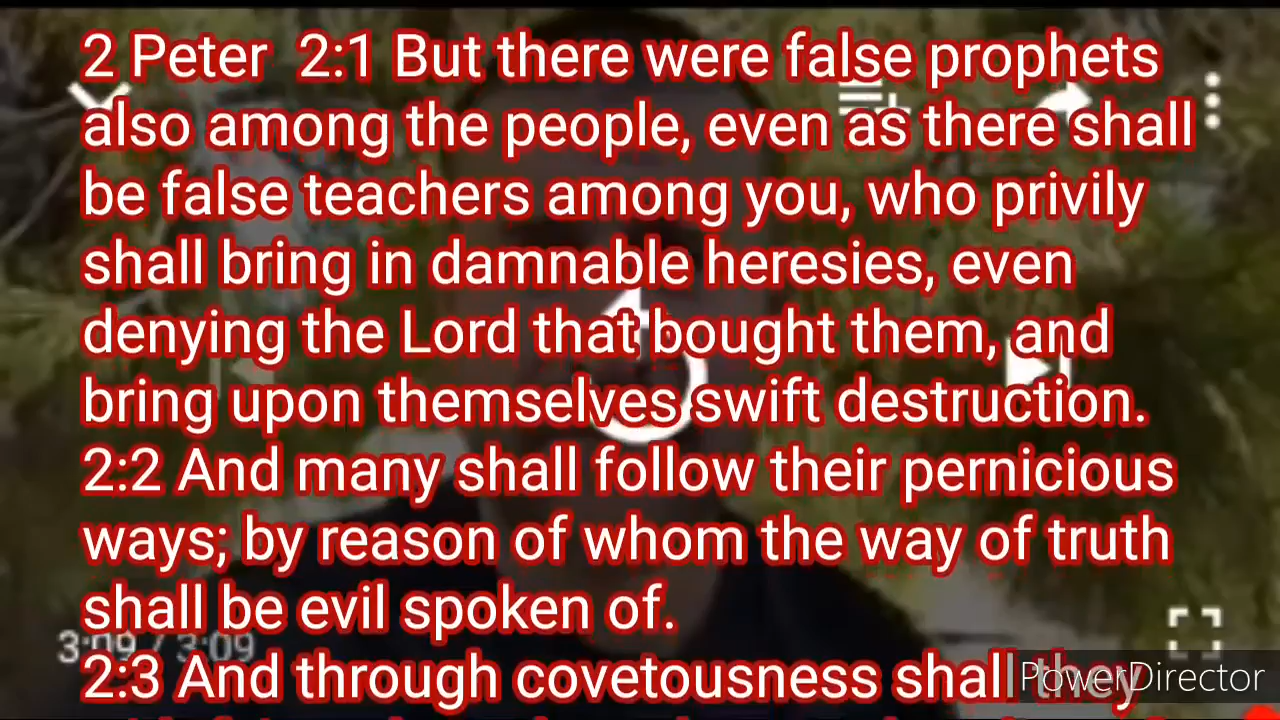 2 Peter  2:1 But there were false prophets
also among the people, even as there shall
be false teachers among you, who privily
shall bring in damnable heresies, even
denying the Lord that bought them, and
bring upon themselves swift destruction.
2:2 And many shall follow their pernicious
ways; by reason of whom the way of truth
shall be evil spoken of.
3:09 / 3:09
2:3 And through covetousness shall they
PowerDirector